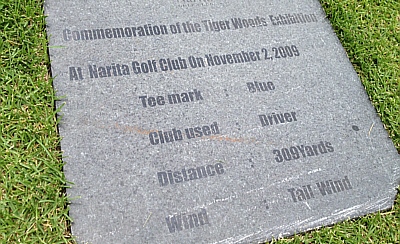 Commemoration of the Tiger Woods' Exhibition
At Narita Golf Club On November 2,2009
Tee mark : Blue
Club used : Driver
Distance : 309Yards
Wind : Tail Wind